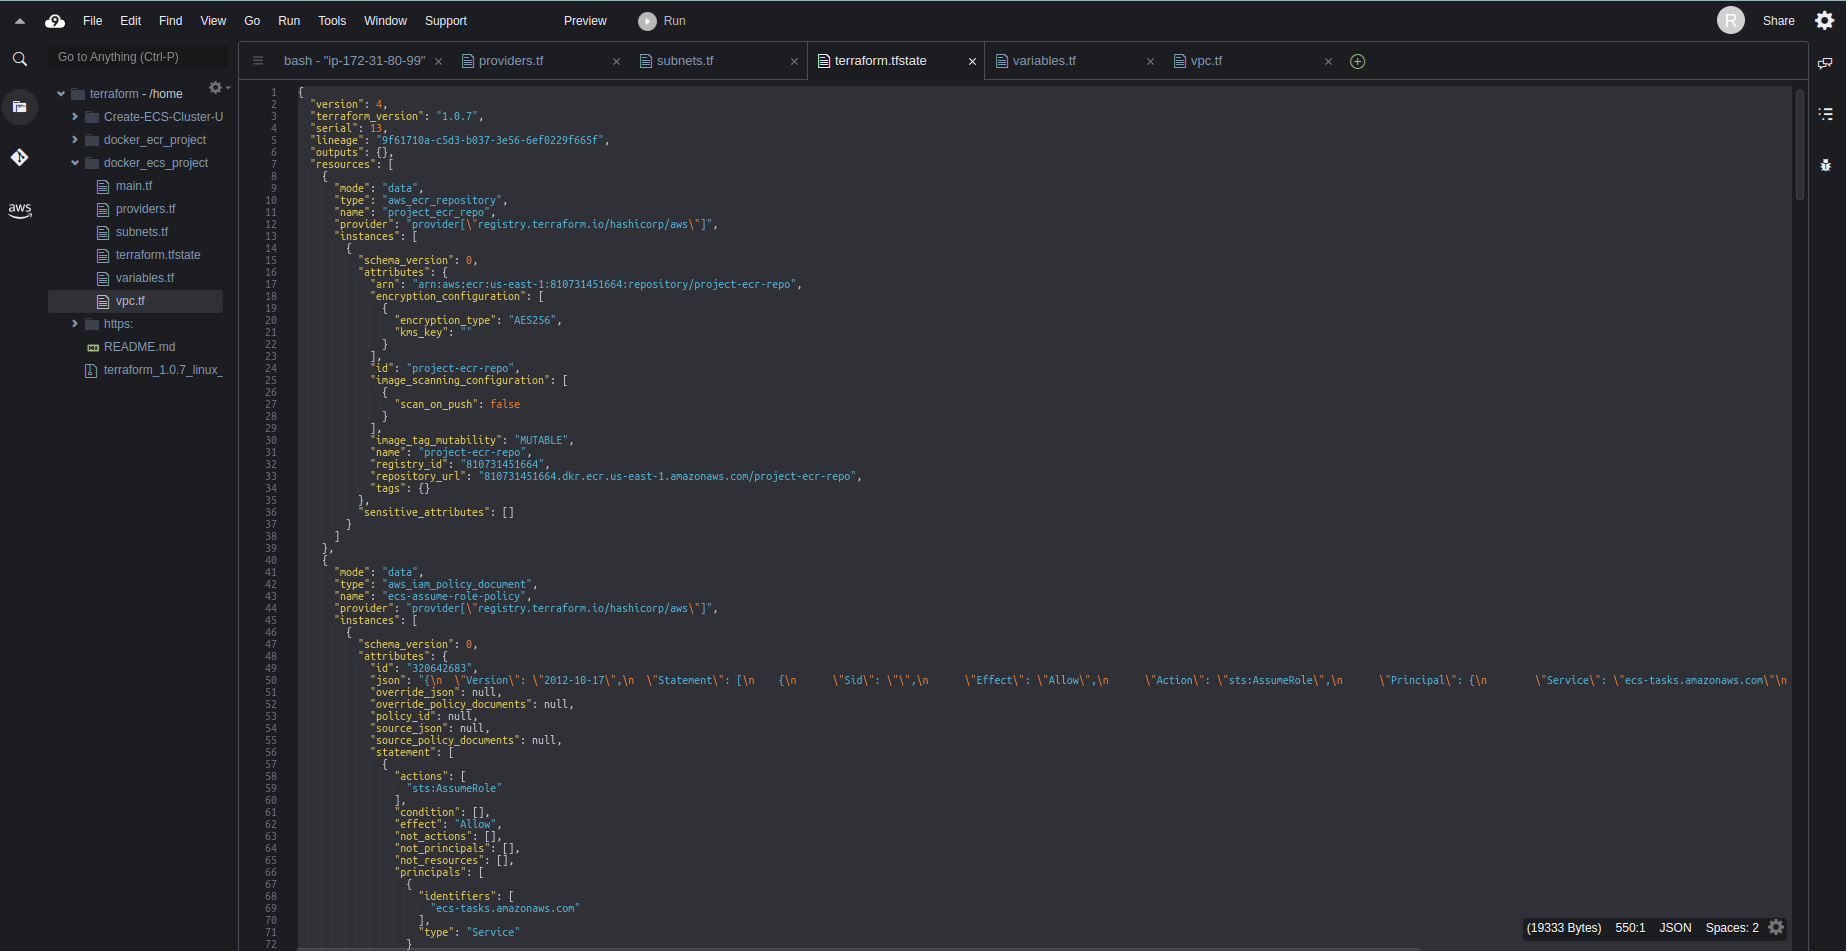 File Edit Find View Go Run Tools Window Support Preview Run R Share
Go to Anything (Ctrl-P)
terraform - /home
Create-ECS-Cluster-U
docker_ecr_project
docker_ecs_project
main.tf
providers.tf
subnets.tf
terraform.tfstate
variables.tf
vpc.tf
https:
README.md
terraform_1.0.7_linux_
aws
bash - "ip-172-31-80-99" × providers.tf × subnets.tf × terraform.tfstate × variables.tf × vpc.tf ×
1 {
2 "version": 4,
3 "terraform_version": "1.0.7",
4 "serial": 13,
5 "lineage": "9f61710a-c5d3-b037-3e56-6ef0229f665f",
6 "outputs": {},
7 "resources": [
8 {
9 "mode": "data",
10 "type": "aws_ecr_repository",
11 "name": "project_ecr_repo",
12 "provider": "provider[\"registry.terraform.io/hashicorp/aws\"]",
13 "instances": [
14 {
15 "schema_version": 0,
16 "attributes": {
17 "arn": "arn:aws:ecr:us-east-1:810731451664:repository/project-ecr-repo",
18 "encryption_configuration": [
19 {
20 "encryption_type": "AES256",
21 "kms_key": ""
22 }
23 ],
24 "id": "project-ecr-repo",
25 "image_scanning_configuration": [
26 {
27 "scan_on_push": false
28 }
29 ],
30 "image_tag_mutability": "MUTABLE",
31 "name": "project-ecr-repo",
32 "registry_id": "810731451664",
33 "repository_url": "810731451664.dkr.ecr.us-east-1.amazonaws.com/project-ecr-repo",
34 "tags": {}
35 },
36 "sensitive_attributes": []
37 }
38 ]
39 },
40 {
41 "mode": "data",
42 "type": "aws_iam_policy_document",
43 "name": "ecs-assume-role-policy",
44 "provider": "provider[\"registry.terraform.io/hashicorp/aws\"]",
45 "instances": [
46 {
47 "schema_version": 0,
48 "attributes": {
49 "id": "320642683",
50 "json": "{\n  \"Version\": \"2012-10-17\",\n  \"Statement\": [\n    {\n      \"Sid\": \"\",\n      \"Effect\": \"Allow\",\n      \"Action\": \"sts:AssumeRole\",\n      \"Principal\": {\n        \"Service\": \"ecs-tasks.amazonaws.com\"\n
51 "override_json": null,
52 "override_policy_documents": null,
53 "policy_id": null,
54 "source_json": null,
55 "source_policy_documents": null,
56 "statement": [
57 {
58 "actions": [
59 "sts:AssumeRole"
60 ],
61 "condition": [],
62 "effect": "Allow",
63 "not_actions": [],
64 "not_principals": [],
65 "not_resources": [],
66 "principals": [
67 {
68 "identifiers": [
69 "ecs-tasks.amazonaws.com"
70 ],
71 "type": "Service"
72 }
(19333 Bytes) 550:1 JSON Spaces: 2